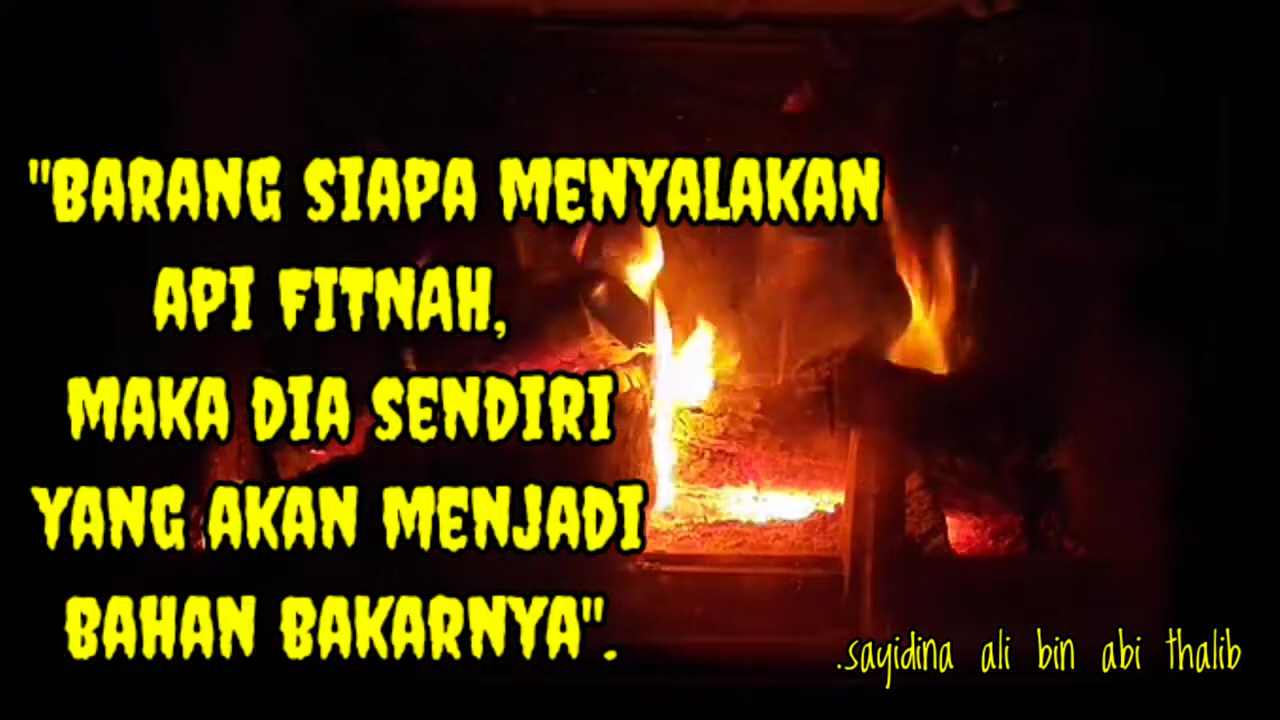 "BARANG SIAPA MENYALAKAN
API FITNAH,
MAKA DIA SENDIRI
YANG AKAN MENJADI
BAHAN BAKARNYA".
.sayidina ali bin abi thalib